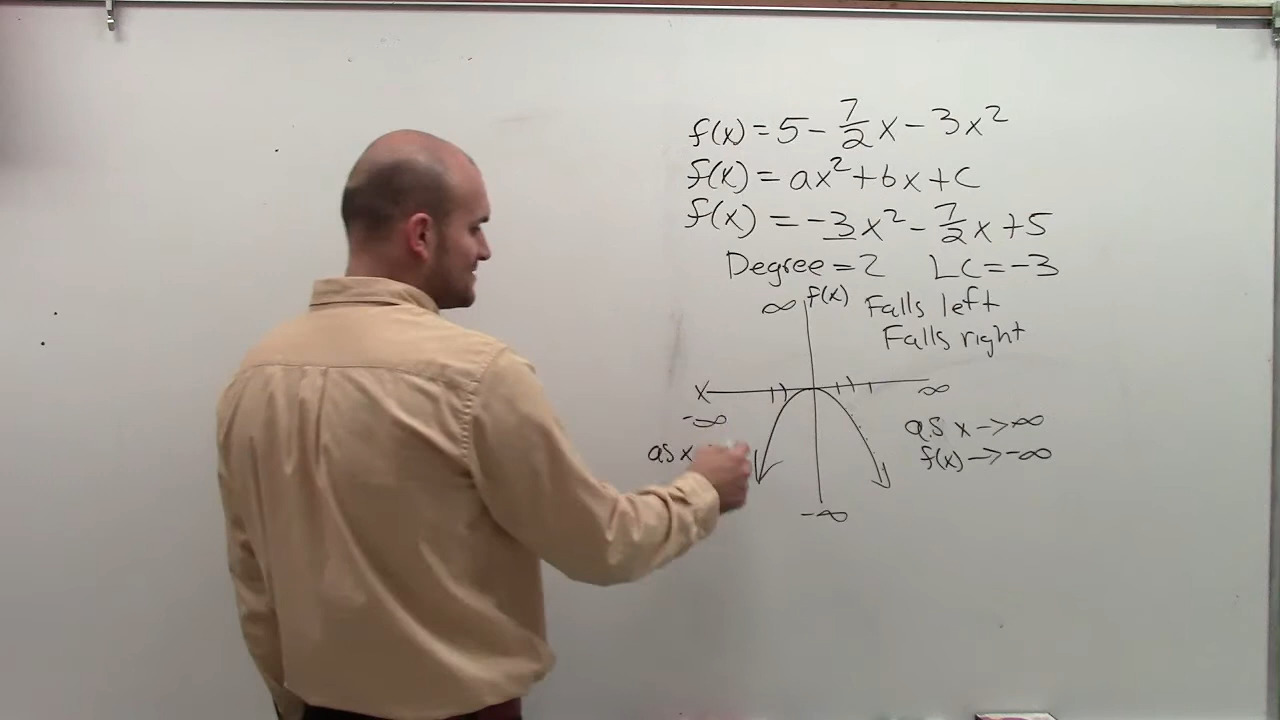 f(x) = 5 - 7/2 x - 3x²
f(x) = ax² + bx + c
f(x) = -3x² - 7/2 x + 5
Degree = 2 LC = -3
∞ f(x) Falls left
Falls right
x ∞
-∞
as x -> ∞
as x
f(x) -> -∞
-∞